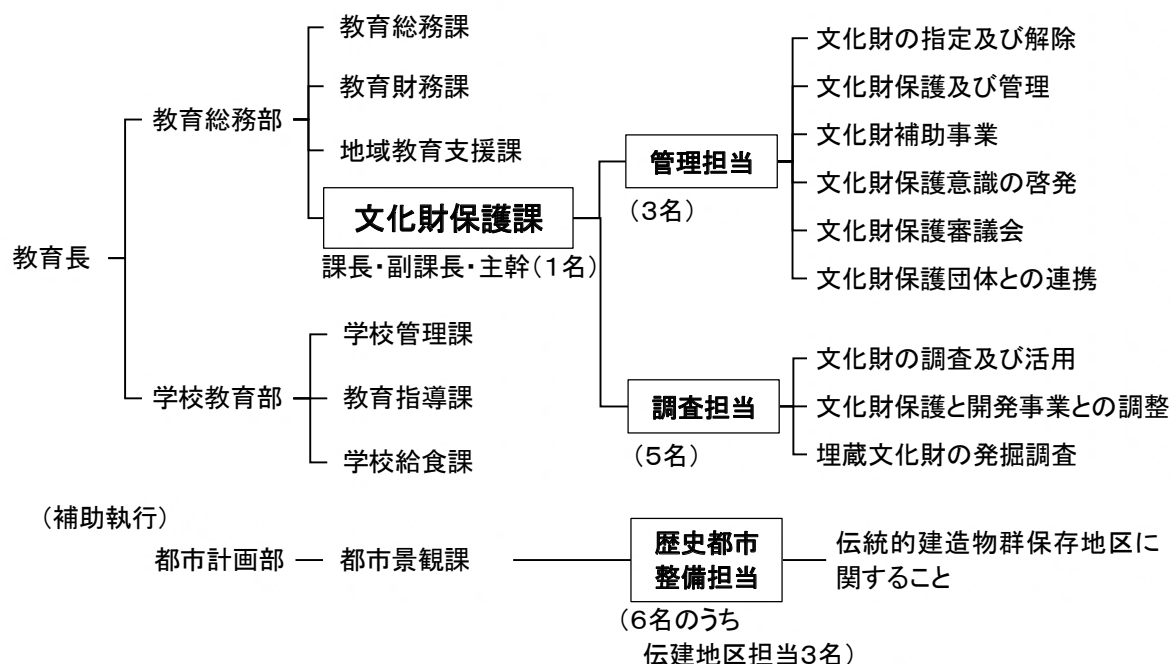 教育長
教育総務部
教育総務課
教育財務課
地域教育支援課
文化財保護課
課長・副課長・主幹(1名)
管理担当
(3名)
文化財の指定及び解除
文化財保護及び管理
文化財補助事業
文化財保護意識の啓発
文化財保護審議会
文化財保護団体との連携
調査担当
(5名)
文化財の調査及び活用
文化財保護と開発事業との調整
埋蔵文化財の発掘調査
学校教育部
学校管理課
教育指導課
学校給食課
(補助執行)
都市計画部
都市景観課
歴史都市
整備担当
(6名のうち
伝建地区担当3名)
伝統的建造物群保存地区に
関すること